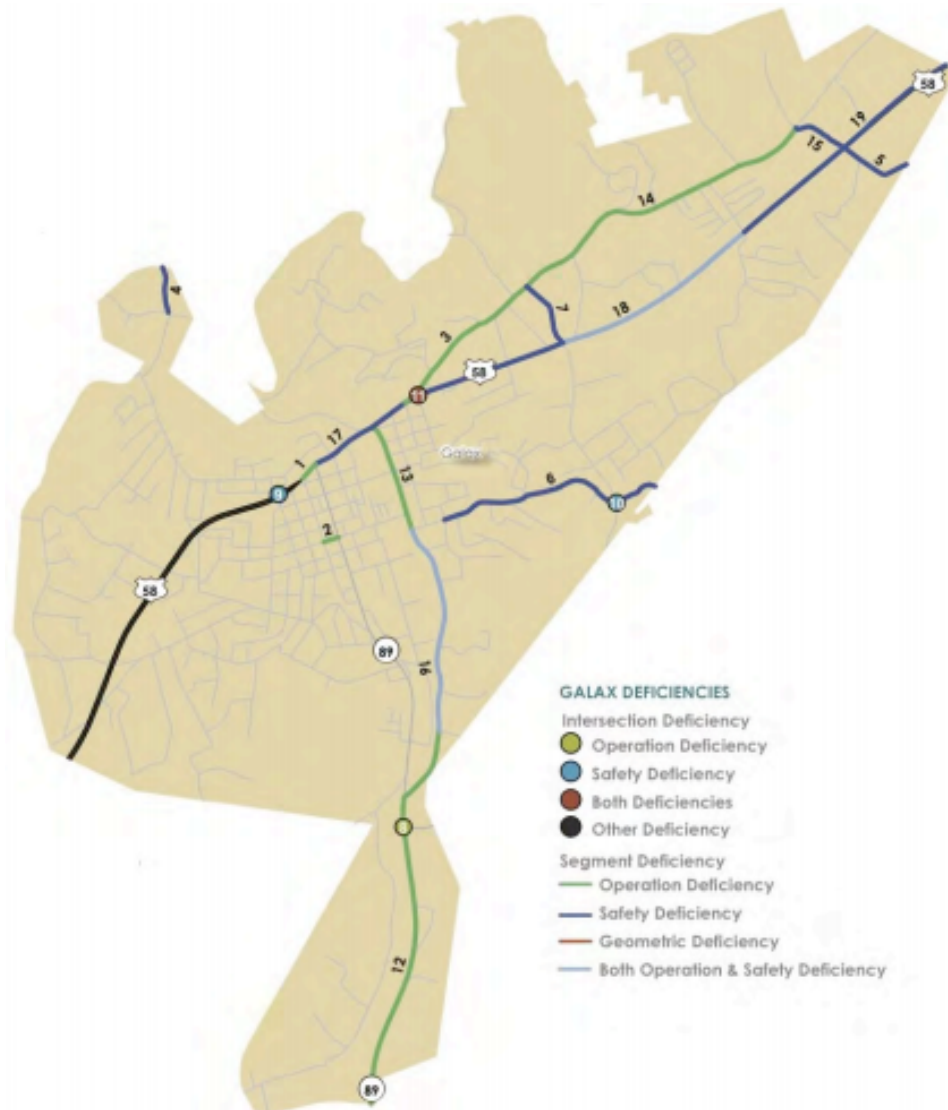 58
19
15
5
14
4
18
7
3
58
11
17
Galax
1
13
9
6
10
2
58
89
16
GALAX DEFICIENCIES
Intersection Deficiency
Operation Deficiency
Safety Deficiency
Both Deficiencies
Other Deficiency
Segment Deficiency
Operation Deficiency
Safety Deficiency
Geometric Deficiency
Both Operation & Safety Deficiency
12
89